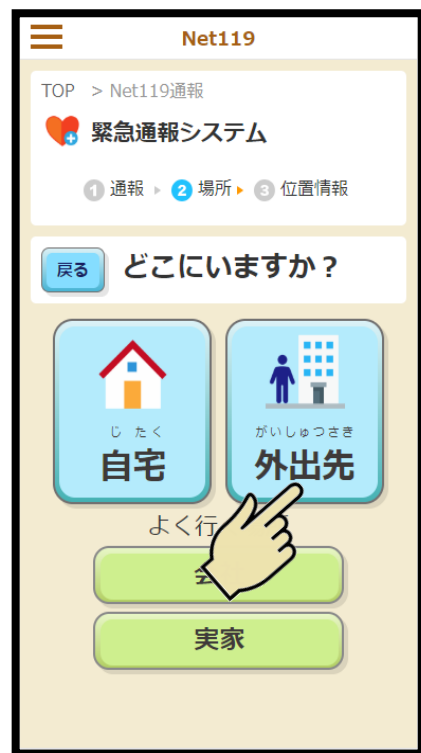 Net119
TOP > Net119通報
緊急通報システム
1 通報 ▶ 2 場所 ▶ 3 位置情報
戻る どこにいますか？
じ たく
自宅
がいしゅつさき
外出先
よく行
実家